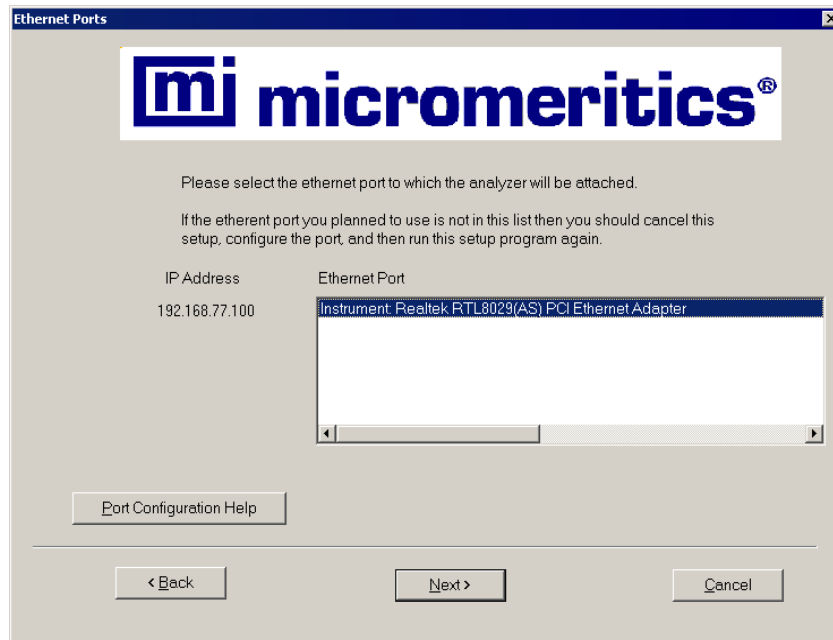 Ethernet Ports
mi micromeritics®
Please select the ethernet port to which the analyzer will be attached.
If the etherent port you planned to use is not in this list then you should cancel this
setup, configure the port, and then run this setup program again.
IP Address Ethernet Port
192.168.77.100 Instrument: Realtek RTL8029(AS) PCI Ethernet Adapter
Port Configuration Help
< Back Next > Cancel